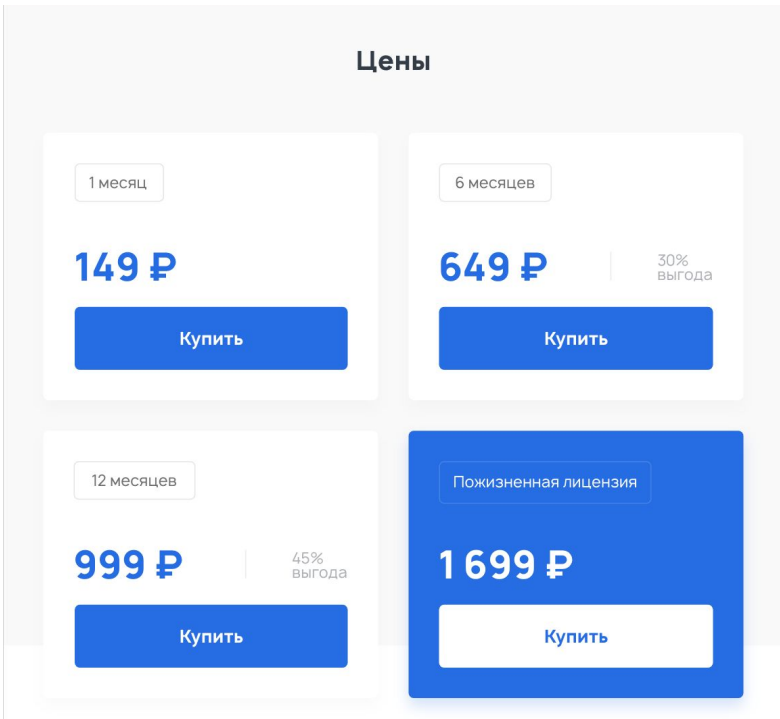 Цены
1 месяц
149 ₽
Купить
6 месяцев
649 ₽
30%
выгода
Купить
12 месяцев
999 ₽
45%
выгода
Купить
Пожизненная лицензия
1 699 ₽
Купить